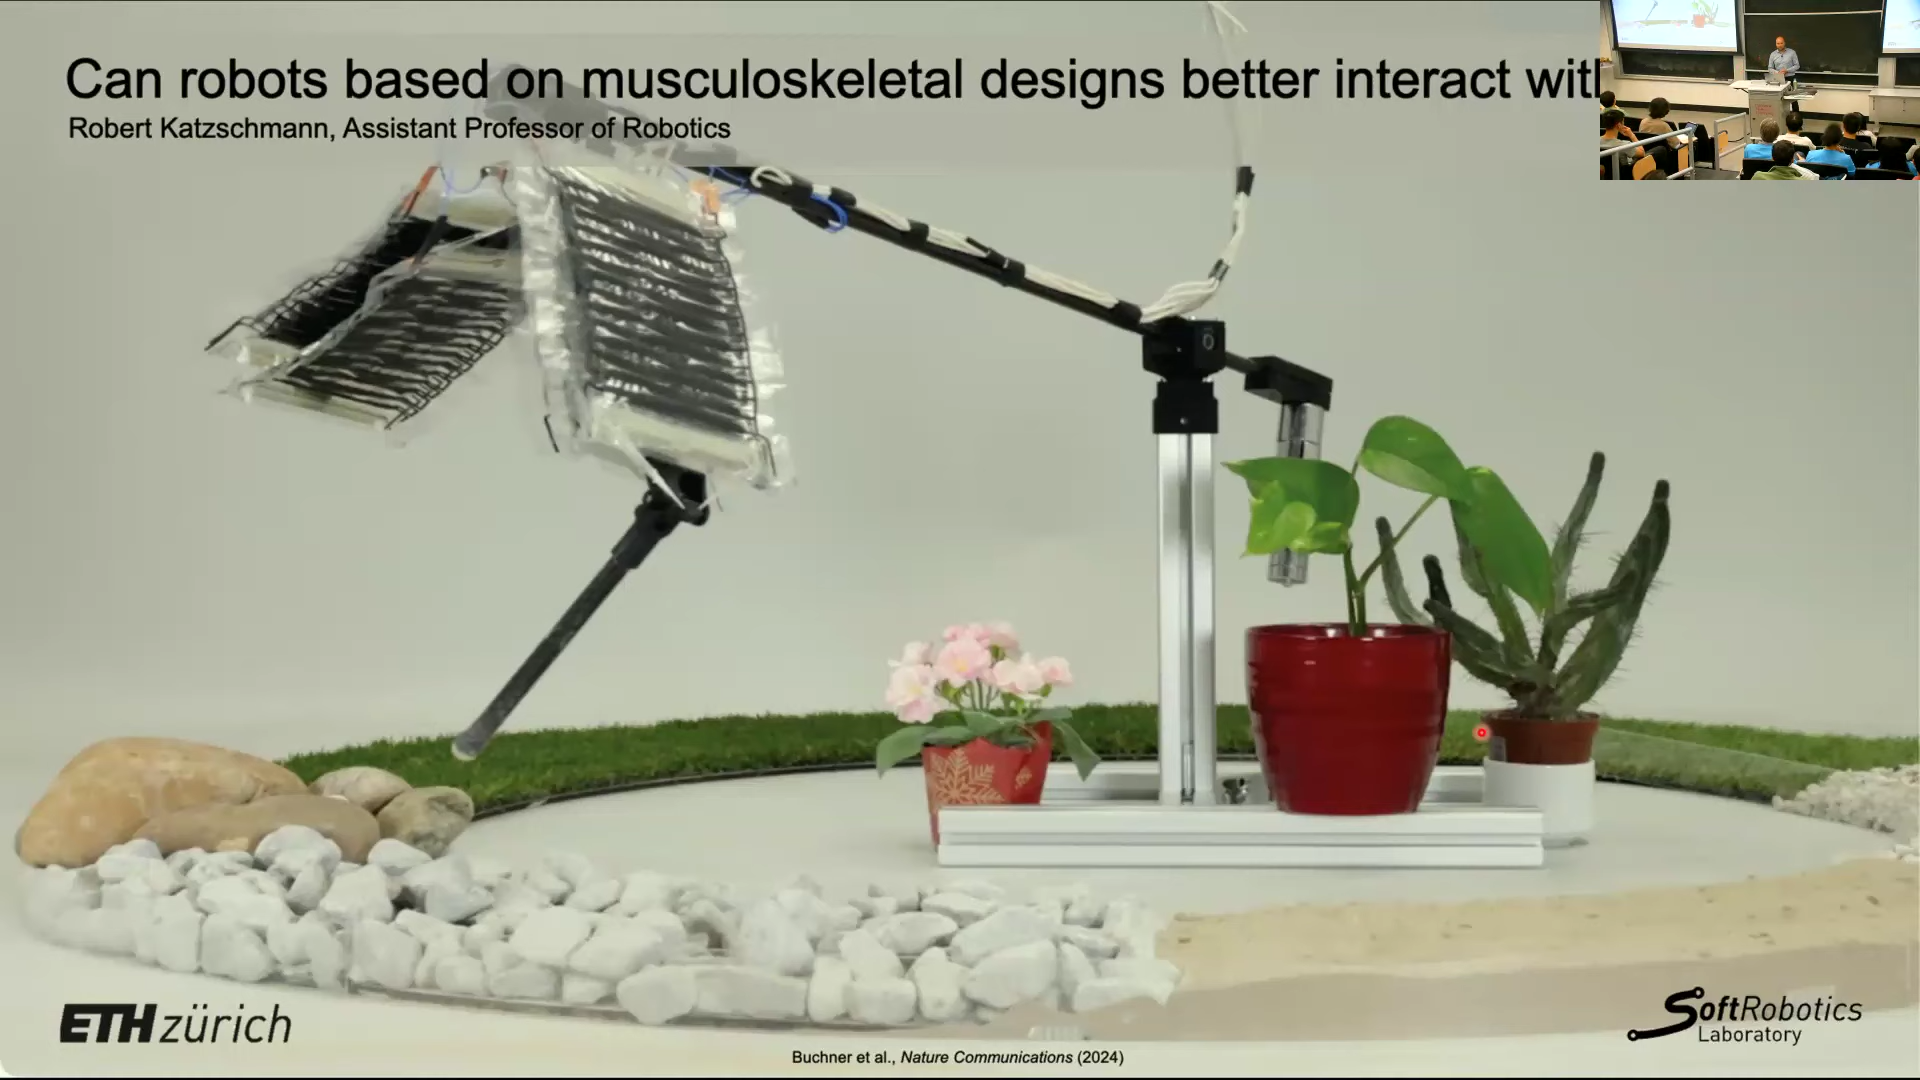 Can robots based on musculoskeletal designs better interact with
Robert Katzschmann, Assistant Professor of Robotics
ETH zürich
SoftRobotics
Laboratory
Buchner et al., Nature Communications (2024)